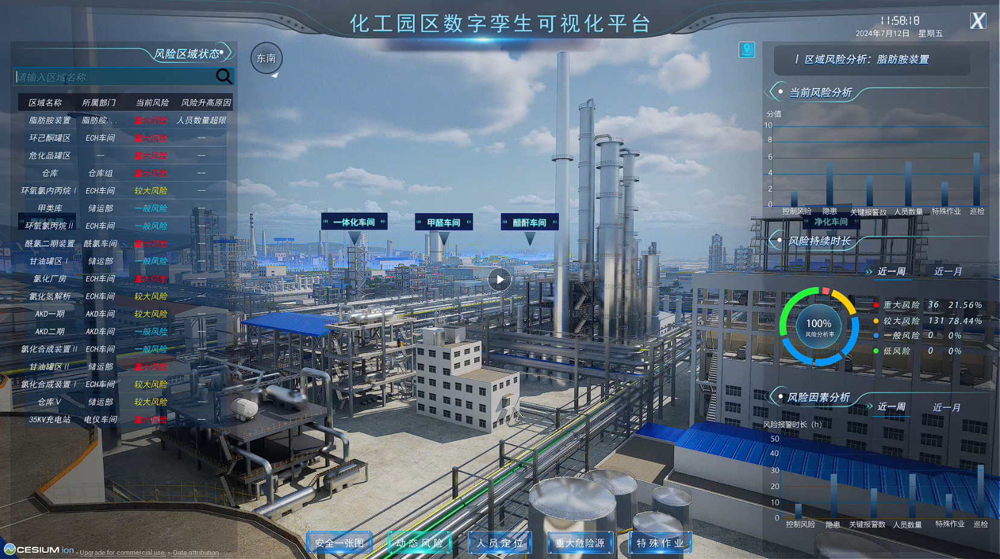 化工园区数字孪生可视化平台
11:58:18
2024年7月12日 星期五
X
风险区域状态
东南
请输入区域名称
区域名称 所属部门 当前风险 风险升高原因
脂肪胺装置 脂肪胺... 重大风险 人员数量超限
环己酮罐区 ECH车间 重大风险 --
危化品罐区 -- 重大风险 --
仓库 仓库组 重大风险 --
环氧氯内丙烷Ⅰ ECH车间 较大风险 --
甲类库 储运部 一般风险 --
环氧氯丙烷Ⅱ ECH车间 一般风险 --
酰氯二期装置 酰氯车间 重大风险 --
甘油罐区Ⅰ 储运部 一般风险 --
氯化厂房 ECH车间 重大风险 --
氯化氢解析 ECH车间 较大风险 --
AKD一期 AKD车间 较大风险 --
AKD二期 AKD车间 一般风险 --
氯化合成装置Ⅱ ECH车间 一般风险 --
甘油罐区Ⅱ 储运部 重大风险 --
氯化合成装置Ⅰ ECH车间 较大风险 --
仓库Ⅴ 储运部 较大风险 --
35KV充电站 电仪车间 重大风险 --
一体化车间
甲醛车间
醋酐车间
净化车间
区域风险分析：脂肪胺装置
当前风险分析
分值
10
8
6
4
2
0
控制风险 隐患 关键报警数 人员数量 特殊作业 巡检
风险持续时长
近一周 近一月
100%
风险分析率
重大风险 36 21.56%
较大风险 131 78.44%
一般风险 0 0%
低风险 0 0%
风险因素分析
近一周 近一月
风险报警时长（h）
50
40
30
20
10
0
控制风险 隐患 关键报警数 人员数量 特殊作业 巡检
安全一张图 动态风险 人员定位 重大危险源 特殊作业
CESIUM ion • Upgrade for commercial use. • Data attribution